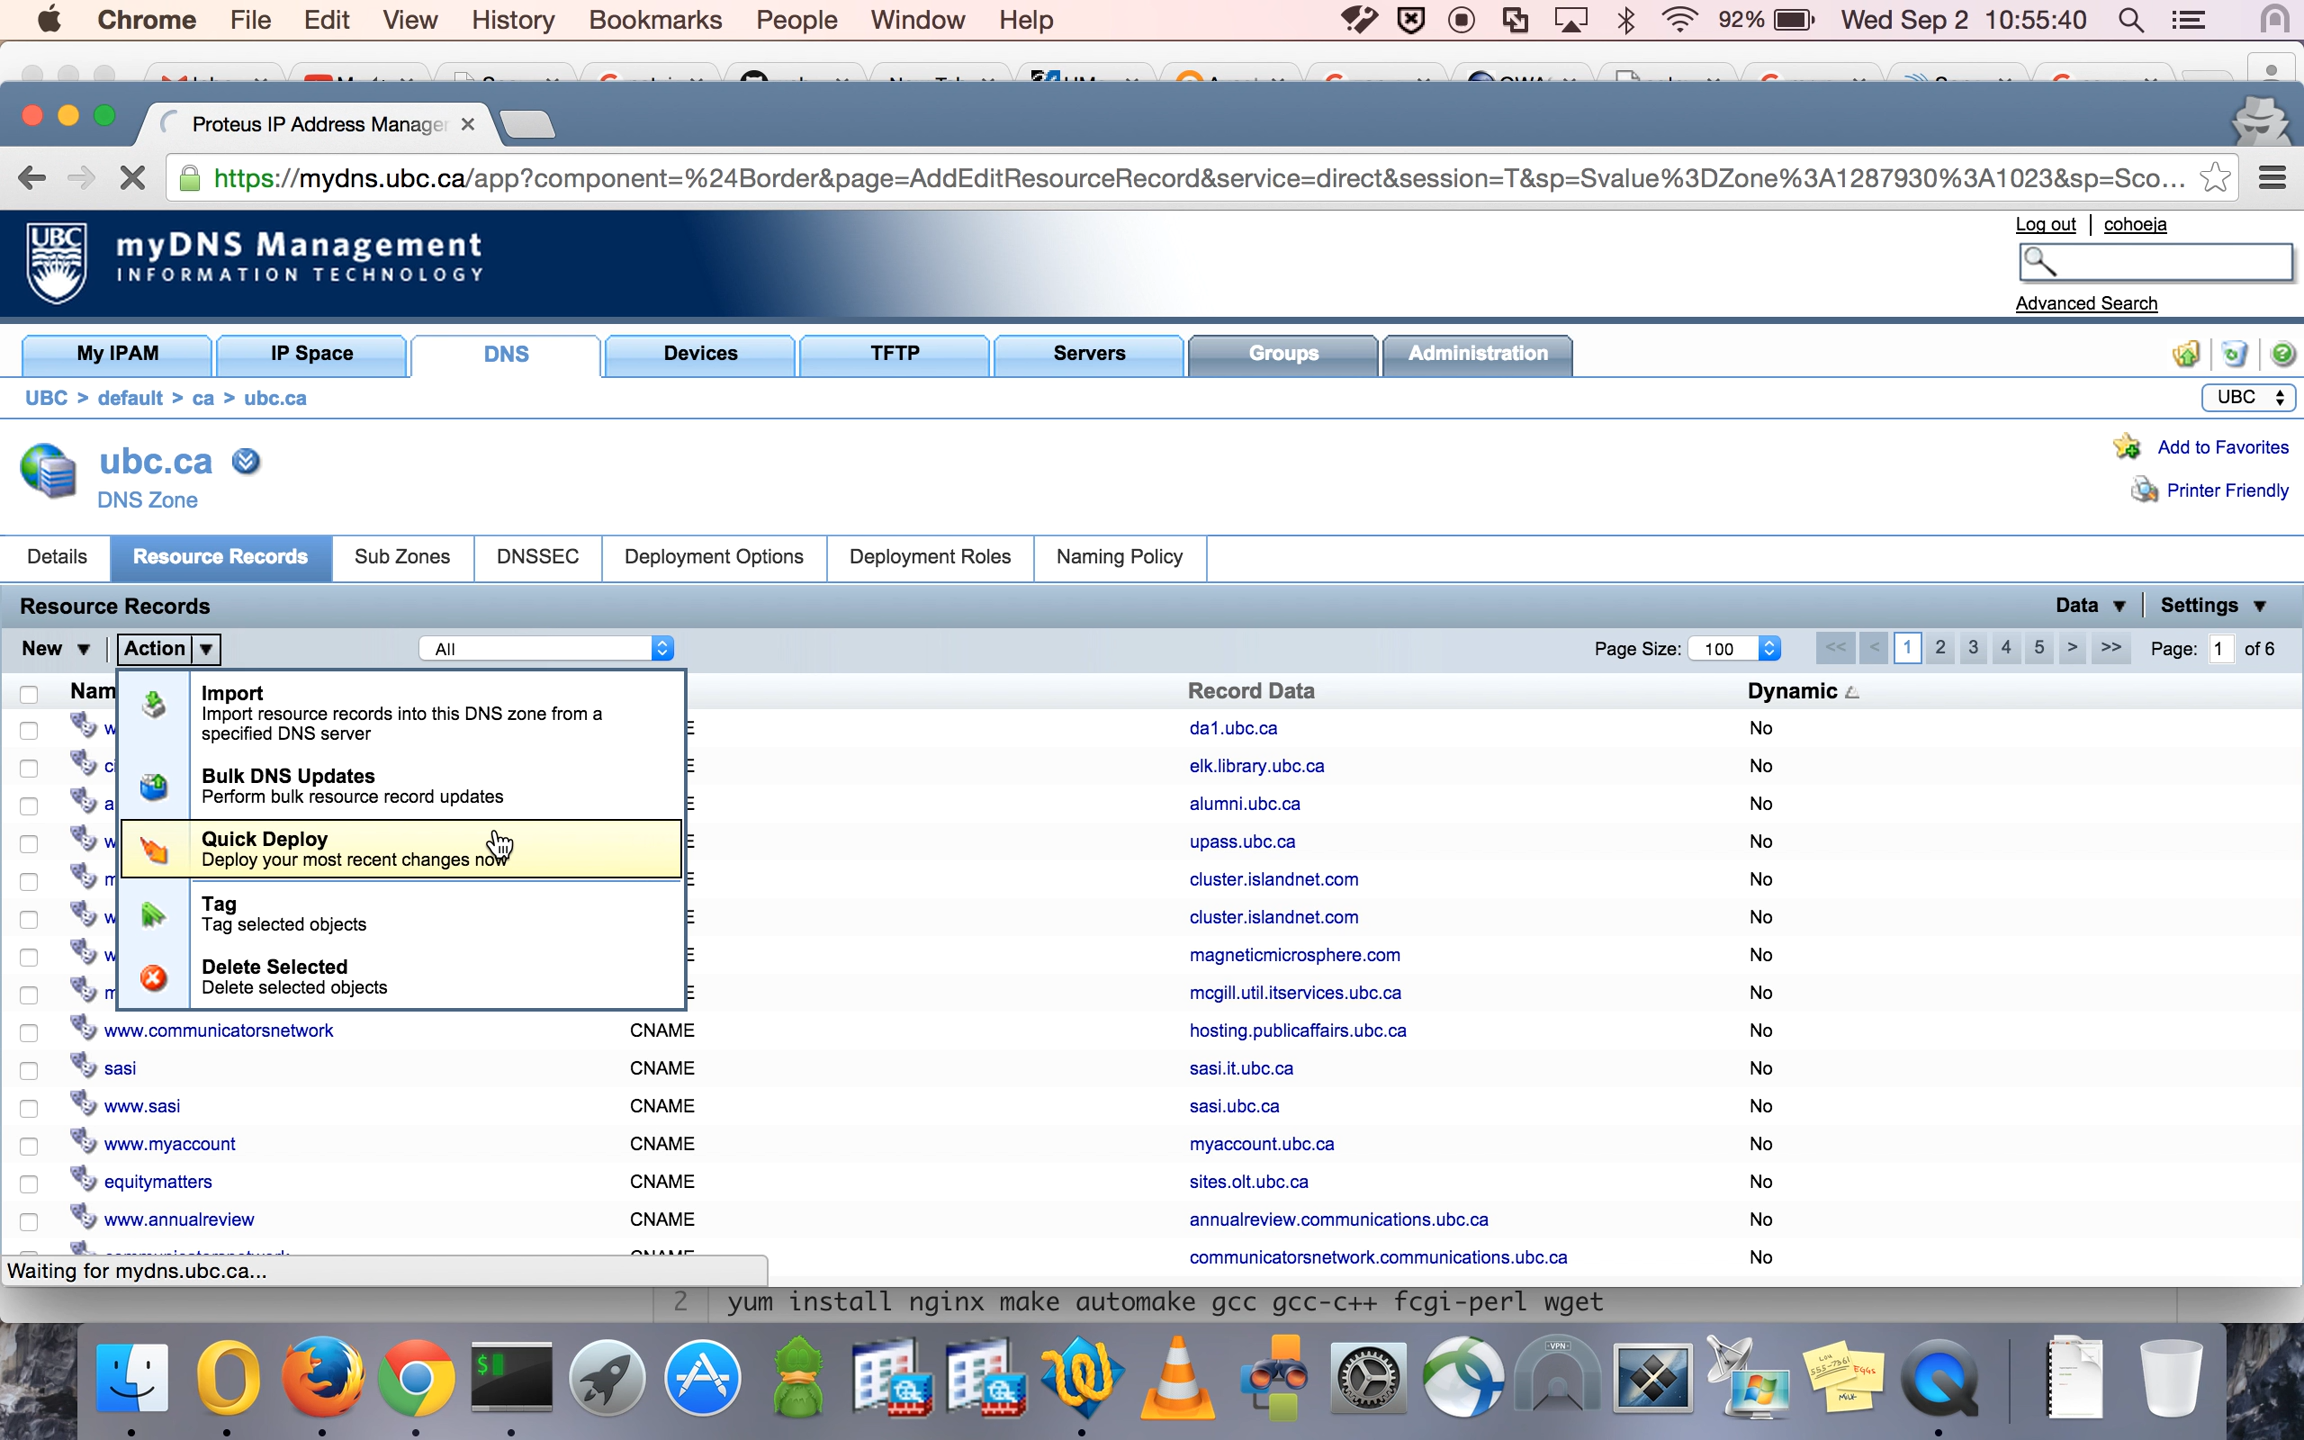 Chrome File Edit View History Bookmarks People Window Help 92% Wed Sep 2 10:55:40
Proteus IP Address Manager
https://mydns.ubc.ca/app?component=%24Border&page=AddEditResourceRecord&service=direct&session=T&sp=Svalue%3DZone%3A1287930%3A1023&sp=Sco...
UBC
myDNS Management
INFORMATION TECHNOLOGY
Log out | cohoeja
Advanced Search
My IPAM IP Space DNS Devices TFTP Servers Groups Administration
UBC > default > ca > ubc.ca UBC
ubc.ca
DNS Zone
Add to Favorites
Printer Friendly
Details Resource Records Sub Zones DNSSEC Deployment Options Deployment Roles Naming Policy
Resource Records Data Settings
New Action All Page Size: 100 << < 1 2 3 4 5 > >> Page: 1 of 6
Nam Record Data Dynamic
Import
Import resource records into this DNS zone from a
specified DNS server
Bulk DNS Updates
Perform bulk resource record updates
Quick Deploy
Deploy your most recent changes now
Tag
Tag selected objects
Delete Selected
Delete selected objects
da1.ubc.ca No
elk.library.ubc.ca No
alumni.ubc.ca No
upass.ubc.ca No
cluster.islandnet.com No
cluster.islandnet.com No
magneticmicrosphere.com No
mcgill.util.itservices.ubc.ca No
www.communicatorsnetwork CNAME hosting.publicaffairs.ubc.ca No
sasi CNAME sasi.it.ubc.ca No
www.sasi CNAME sasi.ubc.ca No
www.myaccount CNAME myaccount.ubc.ca No
equitymatters CNAME sites.olt.ubc.ca No
www.annualreview CNAME annualreview.communications.ubc.ca No
communicatorsnetwork.communications.ubc.ca No
Waiting for mydns.ubc.ca...
2 yum install nginx make automake gcc gcc-c++ fcgi-perl wget